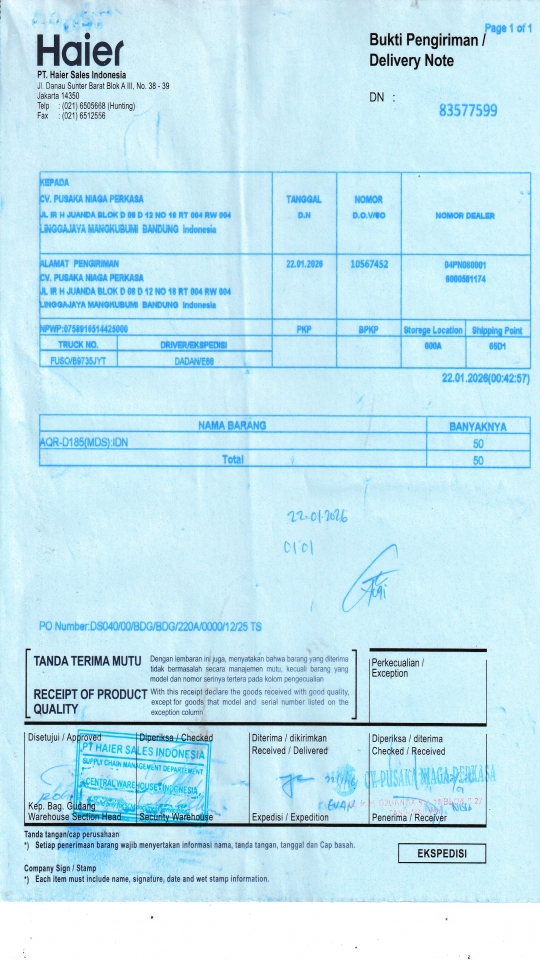 Page 1 of 1
Haier
Bukti Pengiriman /
Delivery Note
PT. Haier Sales Indonesia
Jl. Danau Sunter Barat Blok A III, No. 38 - 39
Jakarta 14350
Telp : (021) 6505668 (Hunting)
Fax : (021) 6512556
DN :
83577599
KEPADA
CV. PUSAKA NIAGA PERKASA
JL IR H JUANDA BLOK D 08 D 12 NO 18 RT 004 RW 004
LINGGAJAYA MANGKUBUMI BANDUNG Indonesia
TANGGAL
D.N
NOMOR
D.O.V/SO
NOMOR DEALER
ALAMAT PENGIRIMAN
CV. PUSAKA NIAGA PERKASA
JL IR H JUANDA BLOK D 08 D 12 NO 18 RT 004 RW 004
LINGGAJAYA MANGKUBUMI BANDUNG Indonesia
22.01.2026
10567452
04PN080001
6000581174
NPWP:0758916514425000
PKP
BPKP
Storege Location
Shipping Point
TRUCK NO.
DRIVER/EKSPEDISI
600A
65D1
FUSO/B9735JYT
DADAN/E68
22.01.2026(00:42:57)
NAMA BARANG
BANYAKNYA
AQR-D185(MDS):IDN
50
Total
50
22.01.2026
01:01
PO Number:DS040/00/BDG/BDG/220A/0000/12/25 TS
TANDA TERIMA MUTU
Dengan lembaran ini juga, menyatakan bahwa barang yang diterima
tidak bermasalah secara manajemen mutu, kecuali barang yang
model dan nomor serinya tertera pada kolom pengecualian
RECEIPT OF PRODUCT
QUALITY
With this receipt declare the goods received with good quality,
except for goods that model and serial number listed on the
exception column
Perkecualian /
Exception
Disetujui / Approved
Diperiksa / Checked
Diterima / dikirimkan
Received / Delivered
Diperiksa / diterima
Checked / Received
PT HAIER SALES INDONESIA
SUPPLY CHAIN MANAGEMENT DEPARTEMENT
CENTRAL WAREHOUSE INDONESIA
CV. PUSAKA NIAGA PERKASA
EVAN
Kep. Bag. Gudang
Warehouse Section Head
Security Warehouse
Expedisi / Expedition
Penerima / Receiver
Tanda tangan/cap perusahaan
*) Setiap penerimaan barang wajib menyertakan informasi nama, tanda tangan, tanggal dan Cap basah.
EKSPEDISI
Company Sign / Stamp
*) Each item must include name, signature, date and wet stamp information.